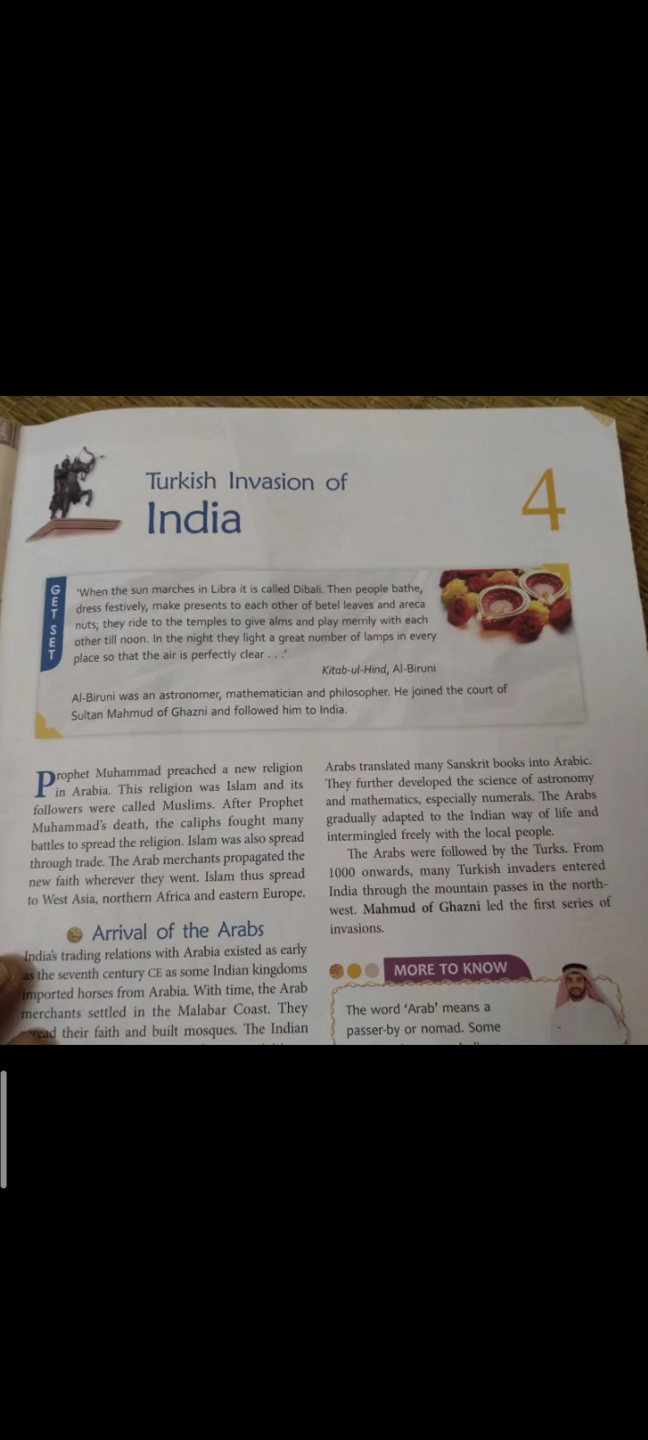 Turkish Invasion of
India
4
GET SET
'When the sun marches in Libra it is called Dibali. Then people bathe,
dress festively, make presents to each other of betel leaves and areca
nuts; they ride to the temples to give alms and play merrily with each
other till noon. In the night they light a great number of lamps in every
place so that the air is perfectly clear . . .'
Kitab-ul-Hind, Al-Biruni
Al-Biruni was an astronomer, mathematician and philosopher. He joined the court of
Sultan Mahmud of Ghazni and followed him to India.
Prophet Muhammad preached a new religion
in Arabia. This religion was Islam and its
followers were called Muslims. After Prophet
Muhammad's death, the caliphs fought many
battles to spread the religion. Islam was also spread
through trade. The Arab merchants propagated the
new faith wherever they went. Islam thus spread
to West Asia, northern Africa and eastern Europe.
Arrival of the Arabs
India's trading relations with Arabia existed as early
as the seventh century CE as some Indian kingdoms
imported horses from Arabia. With time, the Arab
merchants settled in the Malabar Coast. They
their faith and built mosques. The Indian
Arabs translated many Sanskrit books into Arabic.
They further developed the science of astronomy
and mathematics, especially numerals. The Arabs
gradually adapted to the Indian way of life and
intermingled freely with the local people.
The Arabs were followed by the Turks. From
1000 onwards, many Turkish invaders entered
India through the mountain passes in the north-
west. Mahmud of Ghazni led the first series of
invasions.
MORE TO KNOW
The word 'Arab' means a
passer-by or nomad. Some